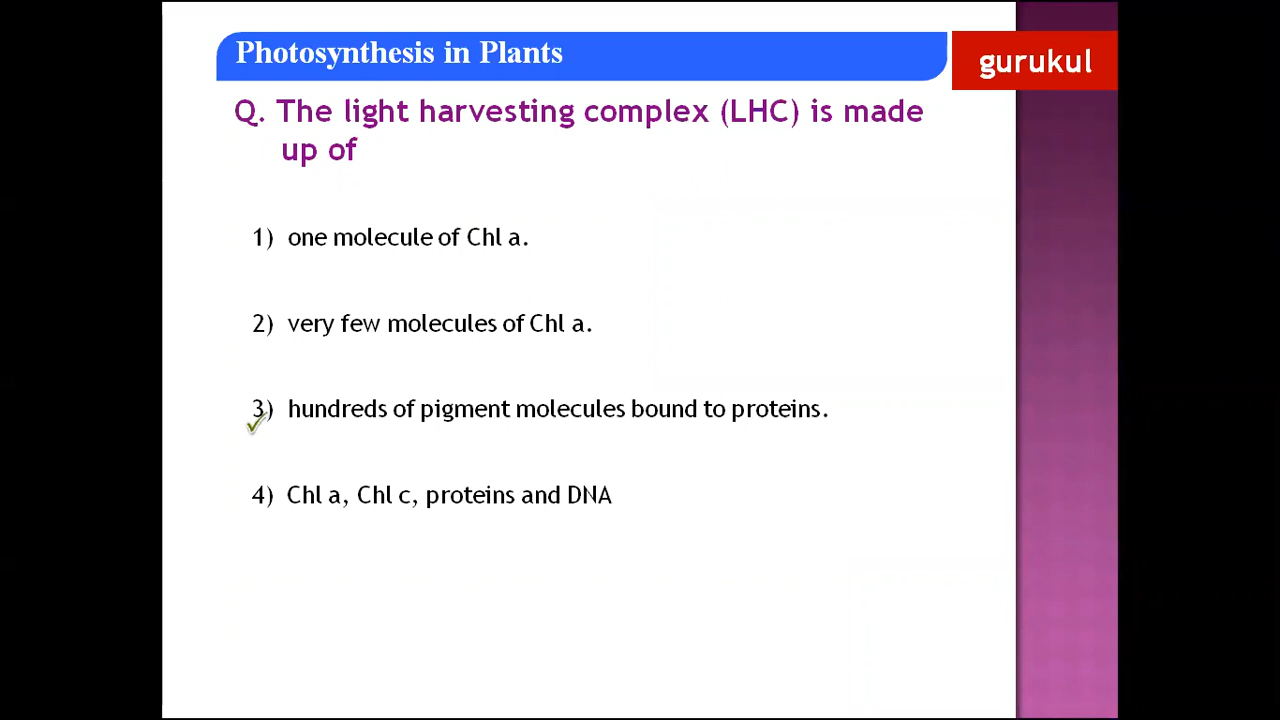 Photosynthesis in Plants
gurukul
Q. The light harvesting complex (LHC) is made
up of
1) one molecule of Chl a.
2) very few molecules of Chl a.
3) hundreds of pigment molecules bound to proteins.
4) Chl a, Chl c, proteins and DNA